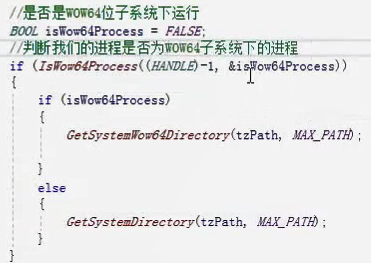 //是否是WOW64位子系统下运行
BOOL isWow64Process = FALSE;
//判断我们的进程是否为WOW64子系统下的进程
if (IsWow64Process((HANDLE)-1, &isWow64Process))
{
if (isWow64Process)
{
GetSystemWow64Directory(tzPath, MAX_PATH);
}
else
{
GetSystemDirectory(tzPath, MAX_PATH);
}
}